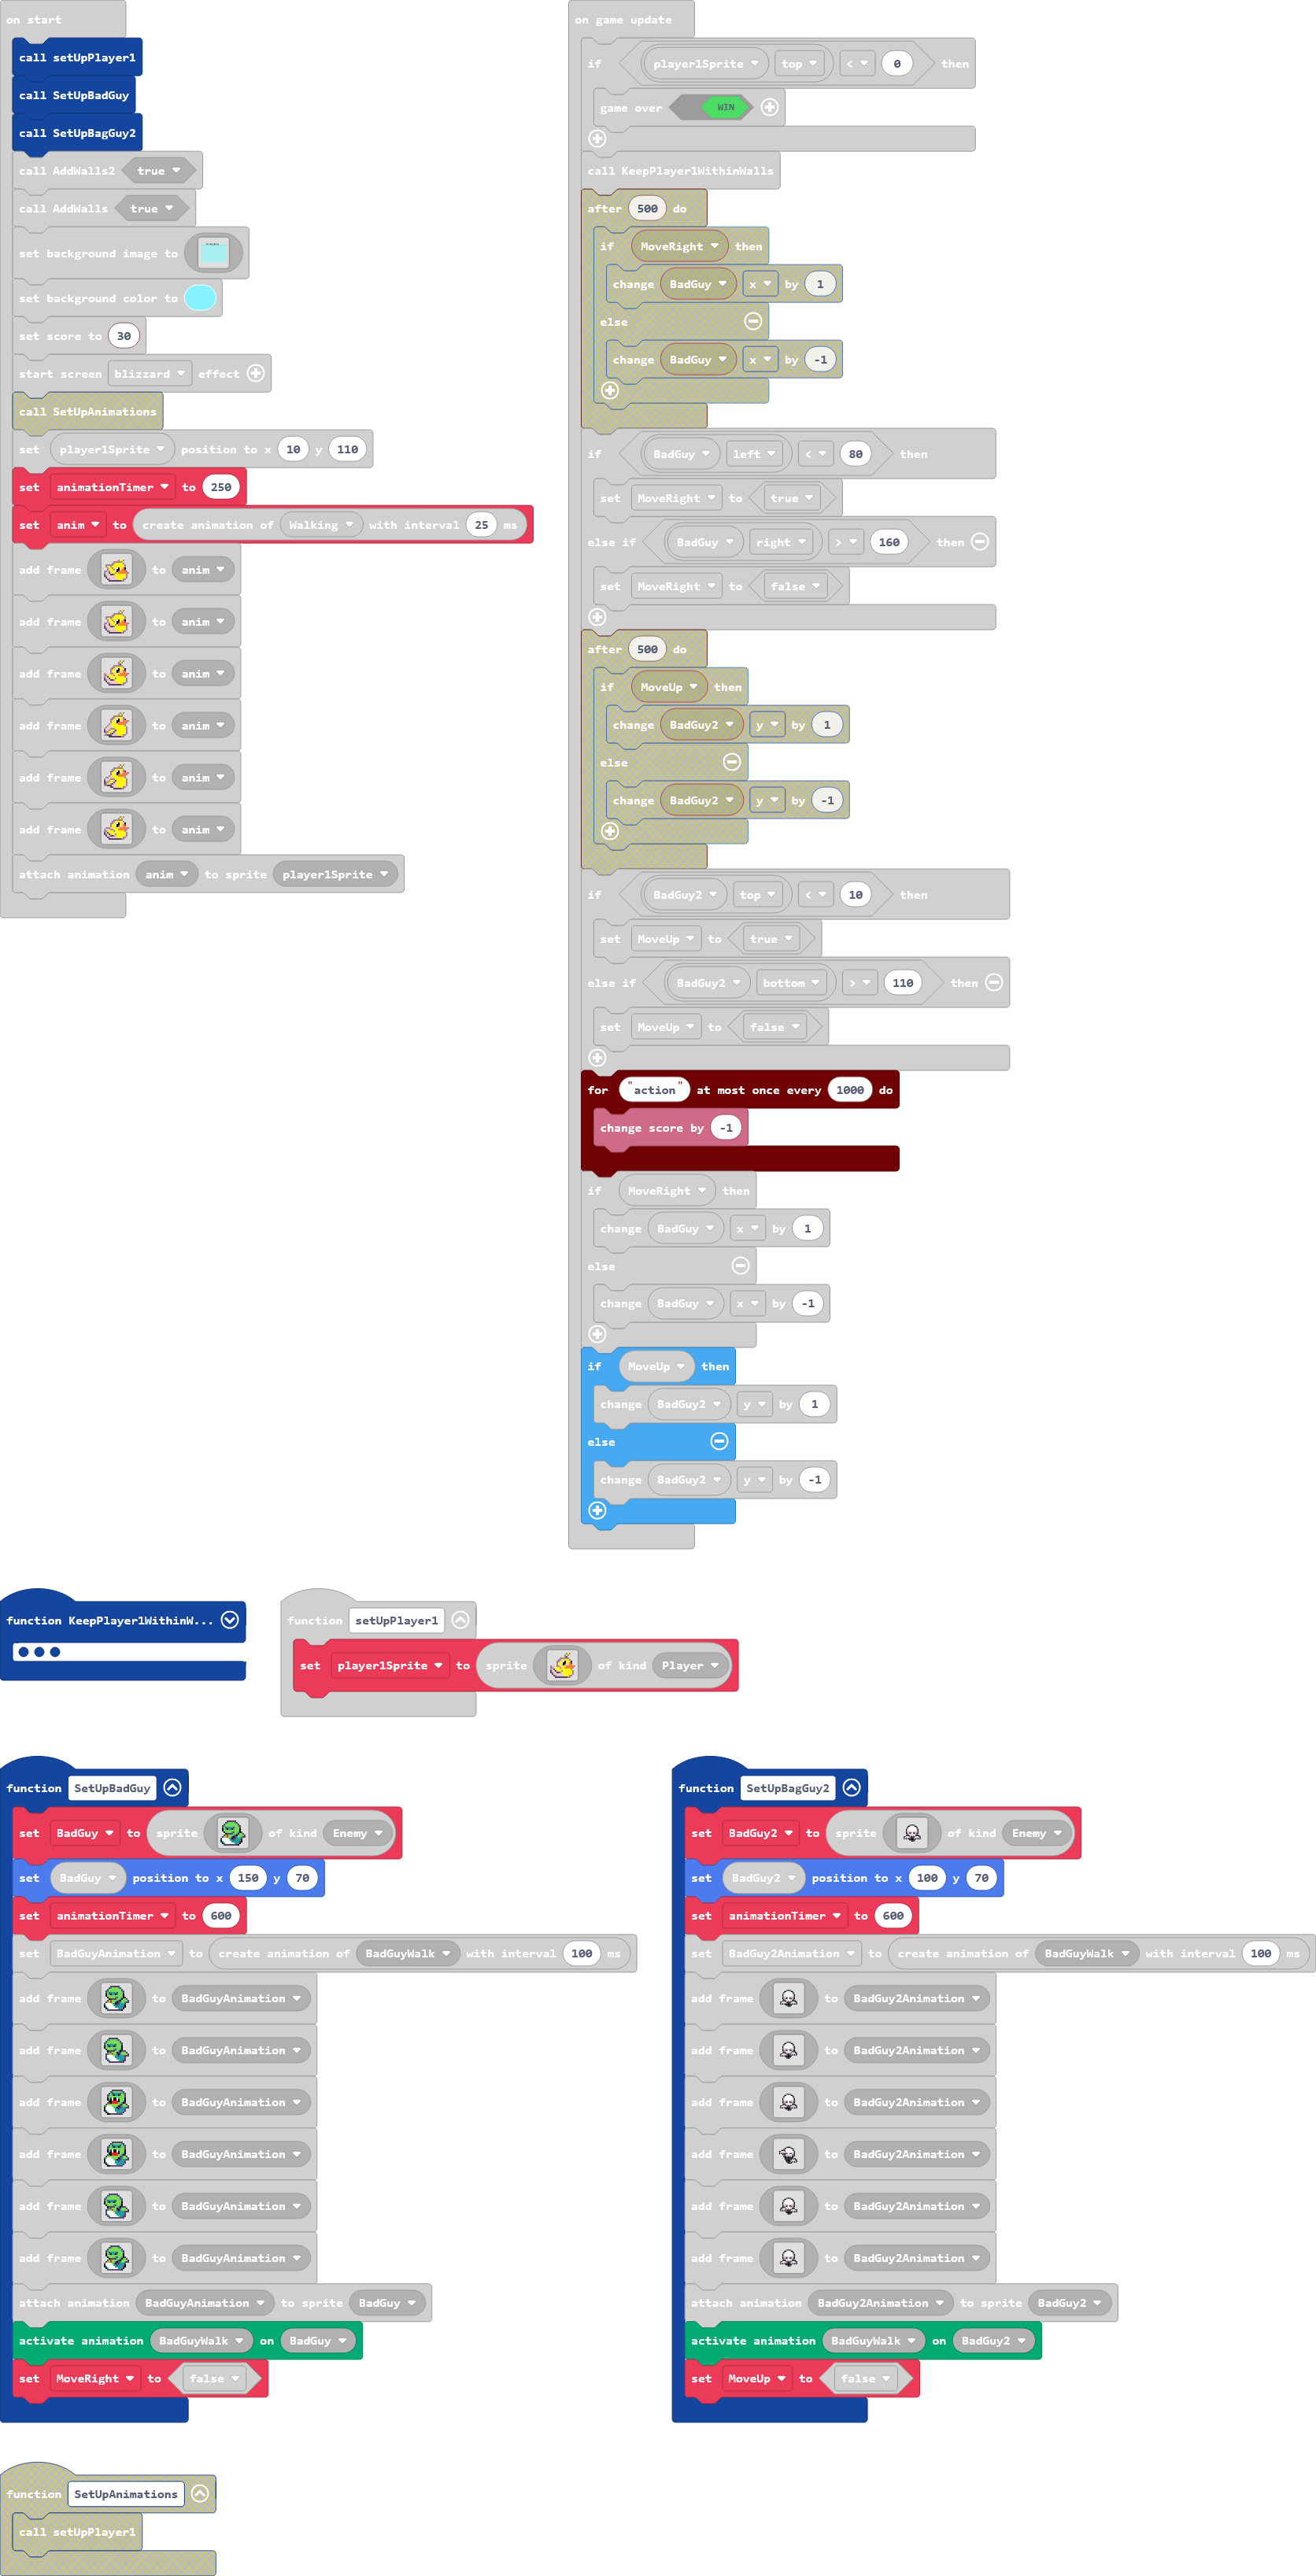 on start
call setUpPlayer1
call SetUpBadGuy
call SetUpBagGuy2
call AddWalls2 true
call AddWalls true
set background image to
set background color to
set score to 30
start screen blizzard effect
call SetUpAnimations
set player1Sprite position to x 10 y 110
set animationTimer to 250
set anim to create animation of Walking with interval 25 ms
add frame to anim
add frame to anim
add frame to anim
add frame to anim
add frame to anim
add frame to anim
attach animation anim to sprite player1Sprite
on game update
if player1Sprite top < 0 then
game over WIN
call KeepPlayer1WithinWalls
after 500 do
if MoveRight then
change BadGuy x by 1
else
change BadGuy x by -1
if BadGuy left < 80 then
set MoveRight to true
else if BadGuy right > 160 then
set MoveRight to false
after 500 do
if MoveUp then
change BadGuy2 y by 1
else
change BadGuy2 y by -1
if BadGuy2 top < 10 then
set MoveUp to true
else if BadGuy2 bottom > 110 then
set MoveUp to false
for "action" at most once every 1000 do
change score by -1
if MoveRight then
change BadGuy x by 1
else
change BadGuy x by -1
if MoveUp then
change BadGuy2 y by 1
else
change BadGuy2 y by -1
function KeepPlayer1WithinW...
function setUpPlayer1
set player1Sprite to sprite of kind Player
function SetUpBadGuy
set BadGuy to sprite of kind Enemy
set BadGuy position to x 150 y 70
set animationTimer to 600
set BadGuyAnimation to create animation of BadGuyWalk with interval 100 ms
add frame to BadGuyAnimation
add frame to BadGuyAnimation
add frame to BadGuyAnimation
add frame to BadGuyAnimation
add frame to BadGuyAnimation
add frame to BadGuyAnimation
attach animation BadGuyAnimation to sprite BadGuy
activate animation BadGuyWalk on BadGuy
set MoveRight to false
function SetUpBagGuy2
set BadGuy2 to sprite of kind Enemy
set BadGuy2 position to x 100 y 70
set animationTimer to 600
set BadGuy2Animation to create animation of BadGuyWalk with interval 100 ms
add frame to BadGuy2Animation
add frame to BadGuy2Animation
add frame to BadGuy2Animation
add frame to BadGuy2Animation
add frame to BadGuy2Animation
add frame to BadGuy2Animation
attach animation BadGuy2Animation to sprite BadGuy2
activate animation BadGuyWalk on BadGuy2
set MoveUp to false
function SetUpAnimations
call setUpPlayer1